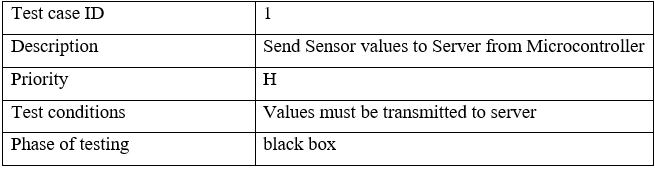 Test case ID 1
Description Send Sensor values to Server from Microcontroller
Priority H
Test conditions Values must be transmitted to server
Phase of testing black box